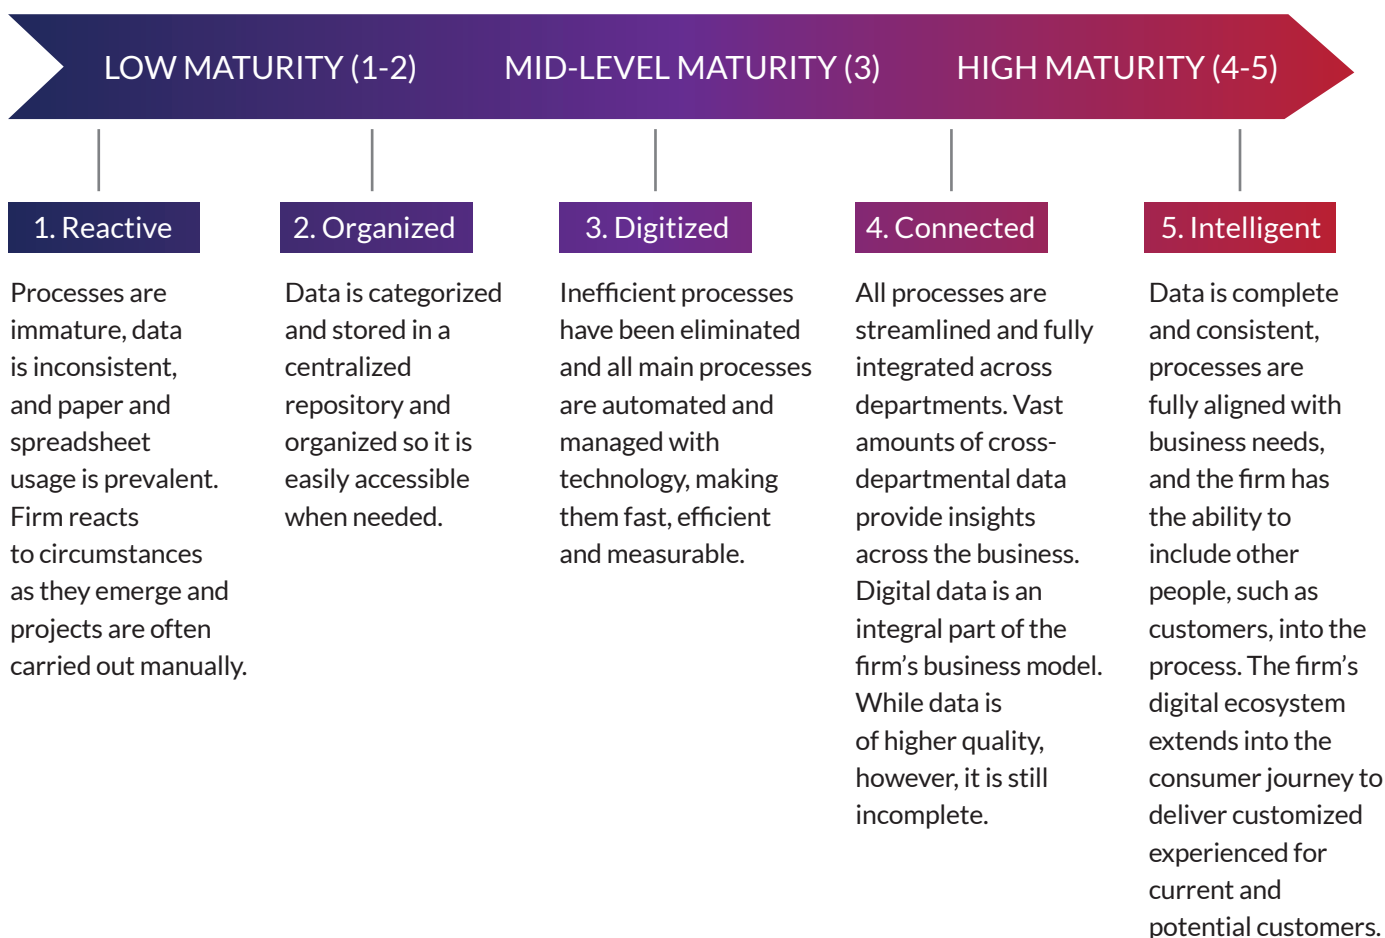 LOW MATURITY (1-2)
MID-LEVEL MATURITY (3)
HIGH MATURITY (4-5)
1. Reactive
Processes are
immature, data
is inconsistent,
and paper and
spreadsheet
usage is prevalent.
Firm reacts
to circumstances
as they emerge and
projects are often
carried out manually.
2. Organized
Data is categorized
and stored in a
centralized
repository and
organized so it is
easily accessible
when needed.
3. Digitized
Inefficient processes
have been eliminated
and all main processes
are automated and
managed with
technology, making
them fast, efficient
and measurable.
4. Connected
All processes are
streamlined and fully
integrated across
departments. Vast
amounts of cross-
departmental data
provide insights
across the business.
Digital data is an
integral part of the
firm’s business model.
While data is
of higher quality,
however, it is still
incomplete.
5. Intelligent
Data is complete
and consistent,
processes are
fully aligned with
business needs,
and the firm has
the ability to
include other
people, such as
customers, into the
process. The firm’s
digital ecosystem
extends into the
consumer journey to
deliver customized
experienced for
current and
potential customers.